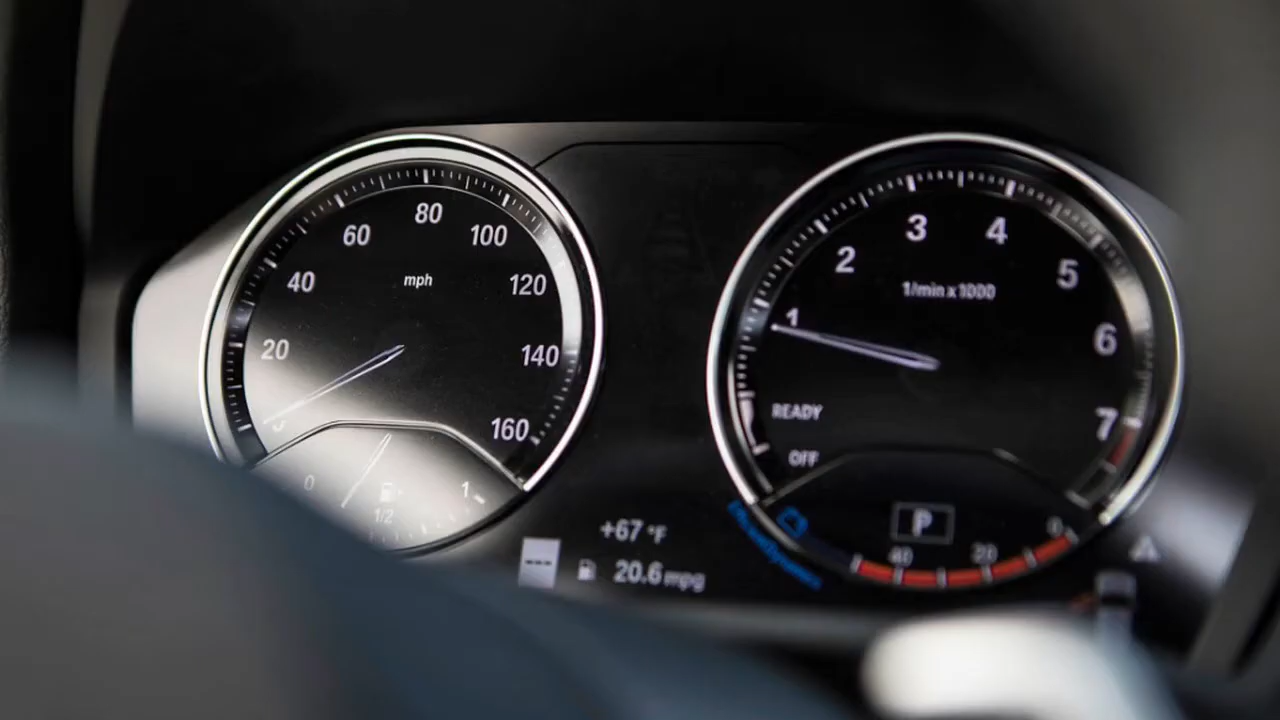 80
60
100
mph
40
120
20
140
160
0
1/2
1
3
4
2
5
1/min x 1000
1
6
READY
7
OFF
P
40
20
0
+67 °F
---
20.6 mpg
EfficientDynamics